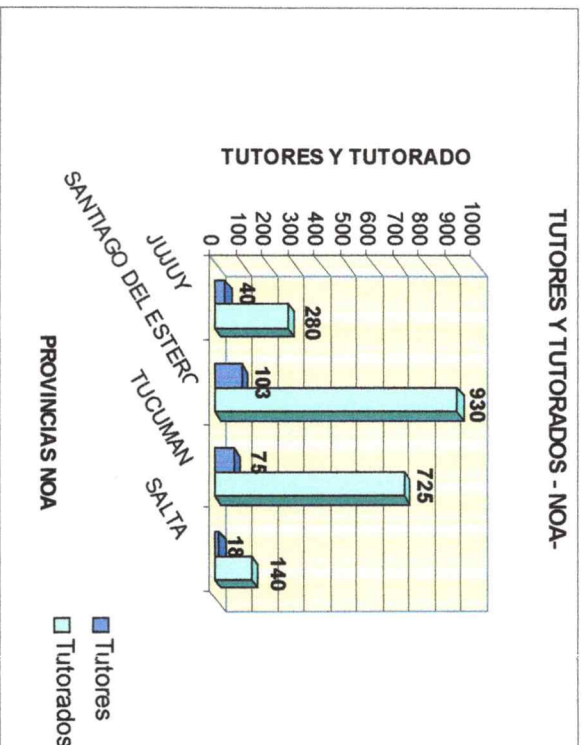 TUTORES Y TUTORADOS - NOA-
TUTORES Y TUTORADO
1000
900
800
700
600
500
400
300
200
100
0
40
280
103
930
75
725
18
140
JUJUY
SANTIAGO DEL ESTERC
TUCUMAN
SALTA
PROVINCIAS NOA
Tutores
Tutorados